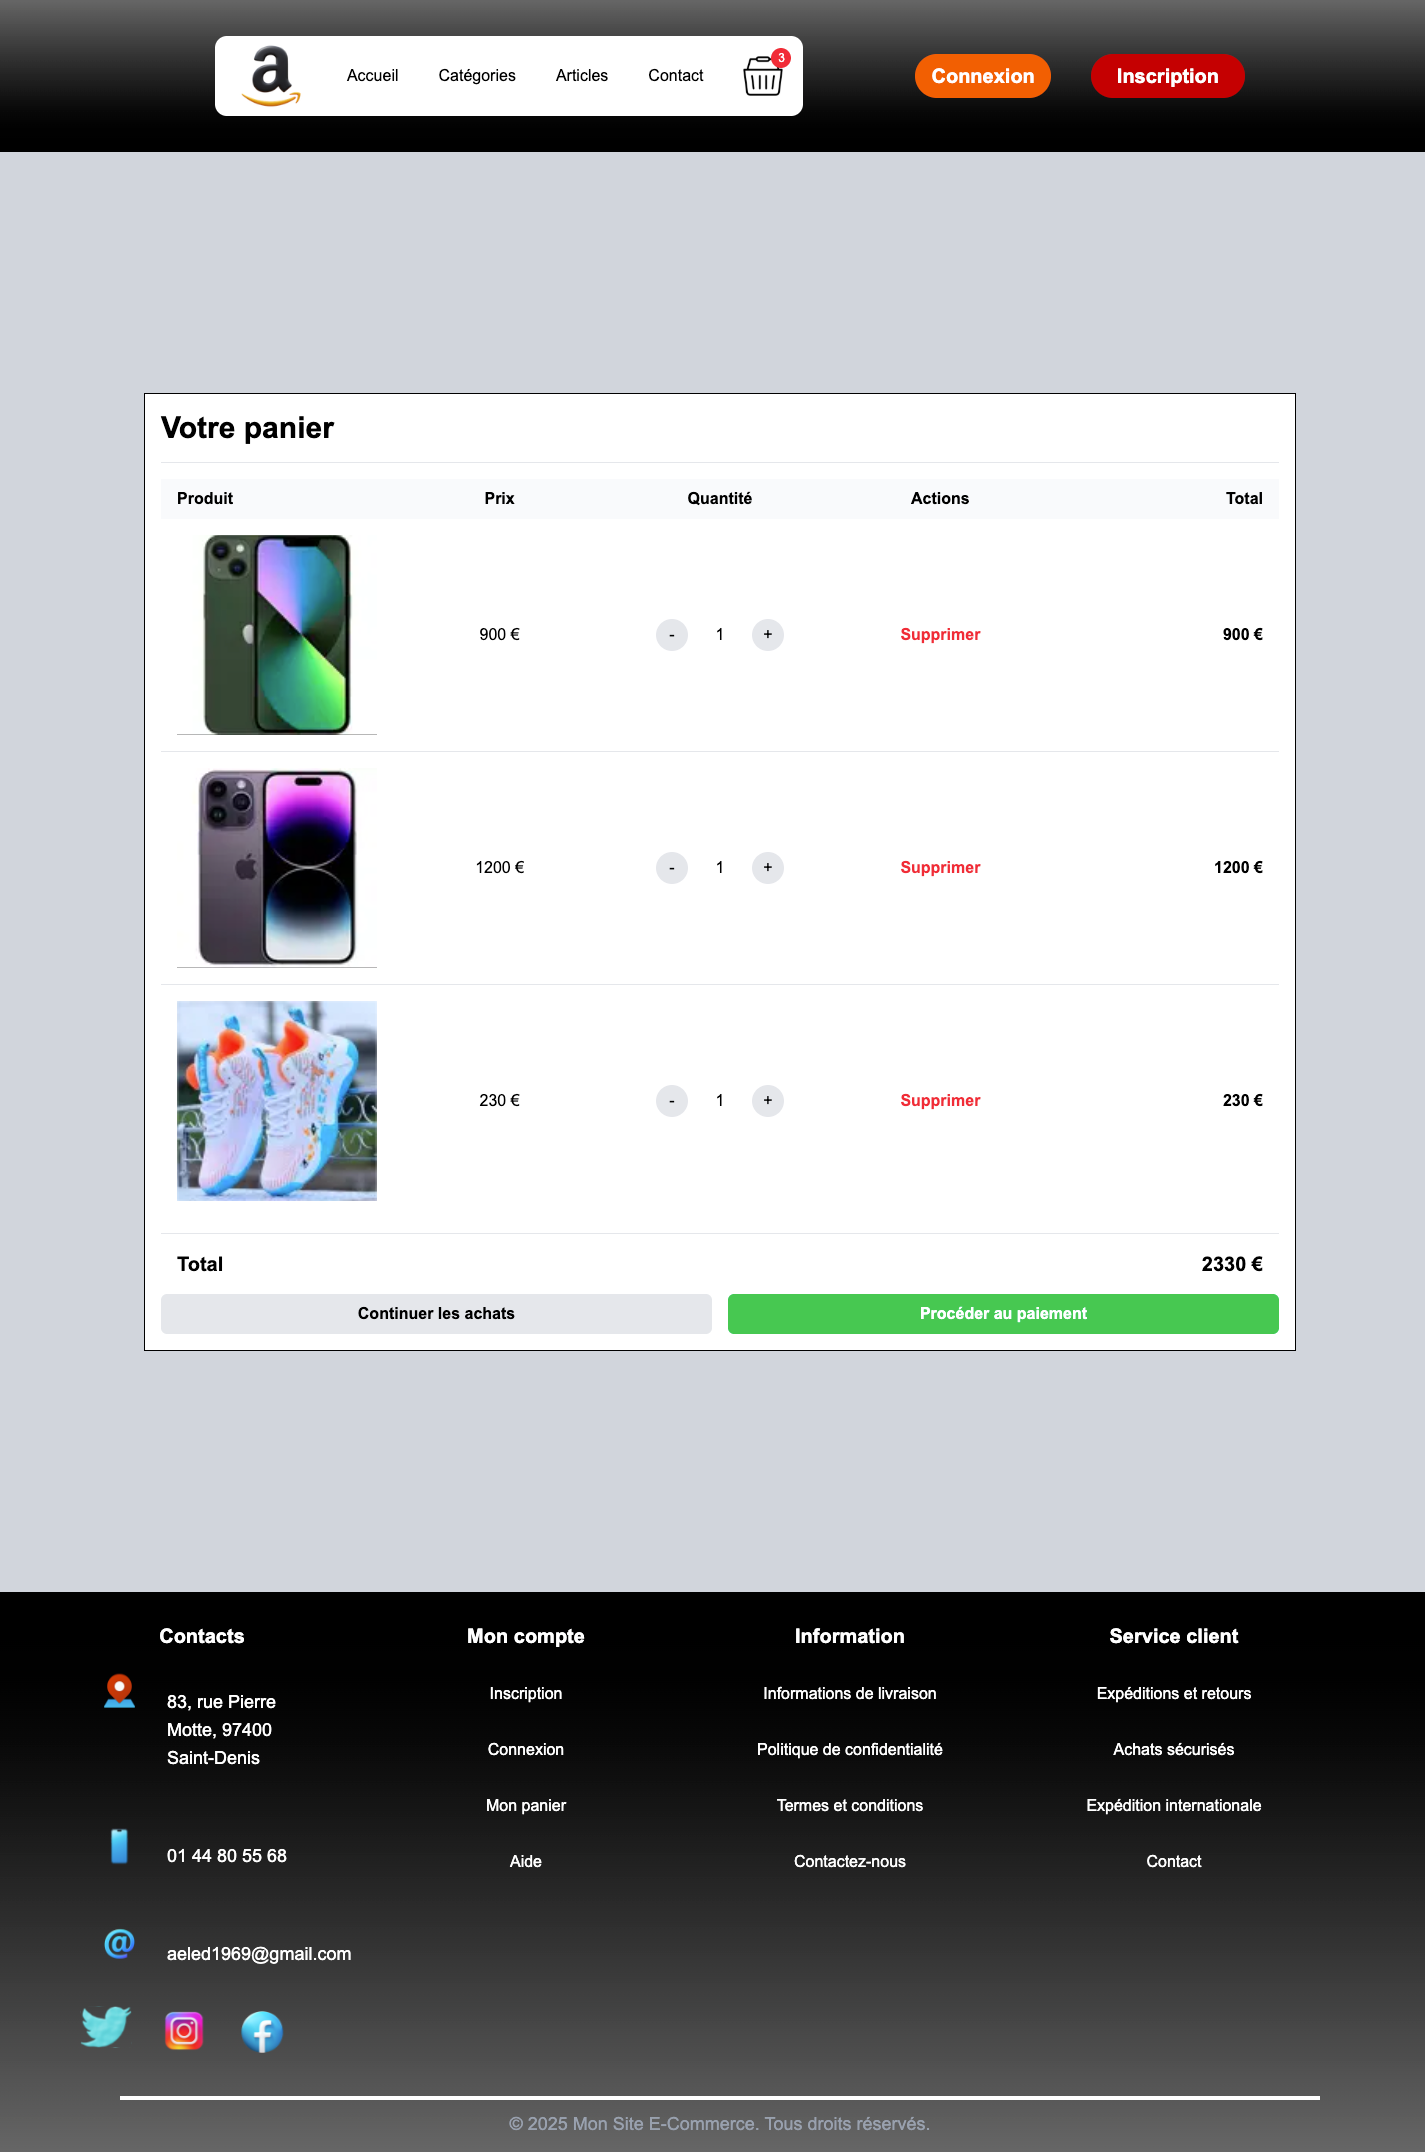 a
Accueil
Catégories
Articles
Contact
3
Connexion
Inscription
Votre panier
Produit
Prix
Quantité
Actions
Total
900 €
-
1
+
Supprimer
900 €
1200 €
-
1
+
Supprimer
1200 €
230 €
-
1
+
Supprimer
230 €
Total
2330 €
Continuer les achats
Procéder au paiement
Contacts
83, rue Pierre
Motte, 97400
Saint-Denis
01 44 80 55 68
@
aeled1969@gmail.com
Mon compte
Inscription
Connexion
Mon panier
Aide
Information
Informations de livraison
Politique de confidentialité
Termes et conditions
Contactez-nous
Service client
Expéditions et retours
Achats sécurisés
Expédition internationale
Contact
© 2025 Mon Site E-Commerce. Tous droits réservés.